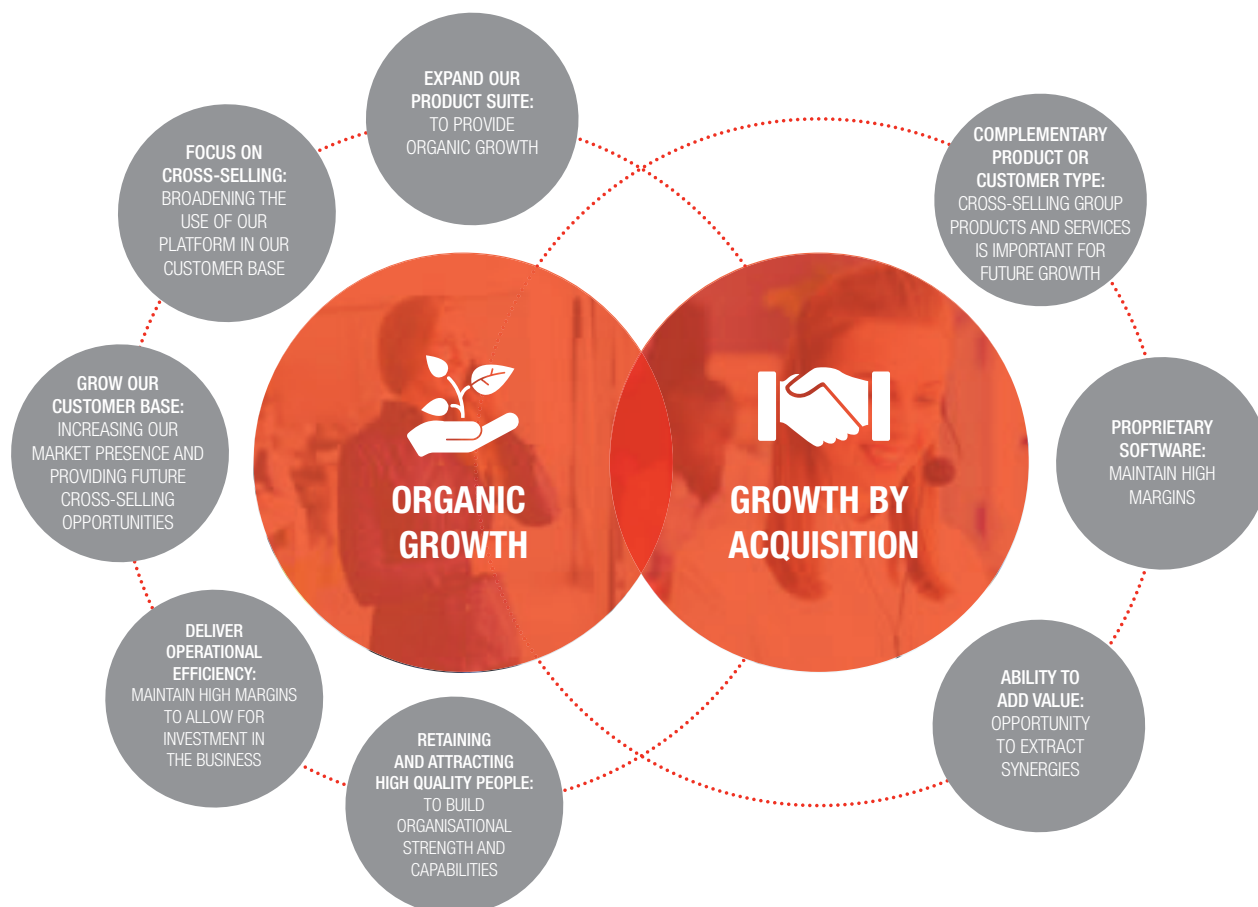 EXPAND OUR
PRODUCT SUITE:
TO PROVIDE
ORGANIC GROWTH
FOCUS ON
CROSS-SELLING:
BROADENING THE
USE OF OUR
PLATFORM IN OUR
CUSTOMER BASE
GROW OUR
CUSTOMER BASE:
INCREASING OUR
MARKET PRESENCE AND
PROVIDING FUTURE
CROSS-SELLING
OPPORTUNITIES
DELIVER
OPERATIONAL
EFFICIENCY:
MAINTAIN HIGH MARGINS
TO ALLOW FOR
INVESTMENT IN
THE BUSINESS
RETAINING
AND ATTRACTING
HIGH QUALITY PEOPLE:
TO BUILD
ORGANISATIONAL
STRENGTH AND
CAPABILITIES
ORGANIC
GROWTH
GROWTH BY
ACQUISITION
COMPLEMENTARY
PRODUCT OR
CUSTOMER TYPE:
CROSS-SELLING GROUP
PRODUCTS AND SERVICES
IS IMPORTANT FOR
FUTURE GROWTH
PROPRIETARY
SOFTWARE:
MAINTAIN HIGH
MARGINS
ABILITY TO
ADD VALUE:
OPPORTUNITY
TO EXTRACT
SYNERGIES